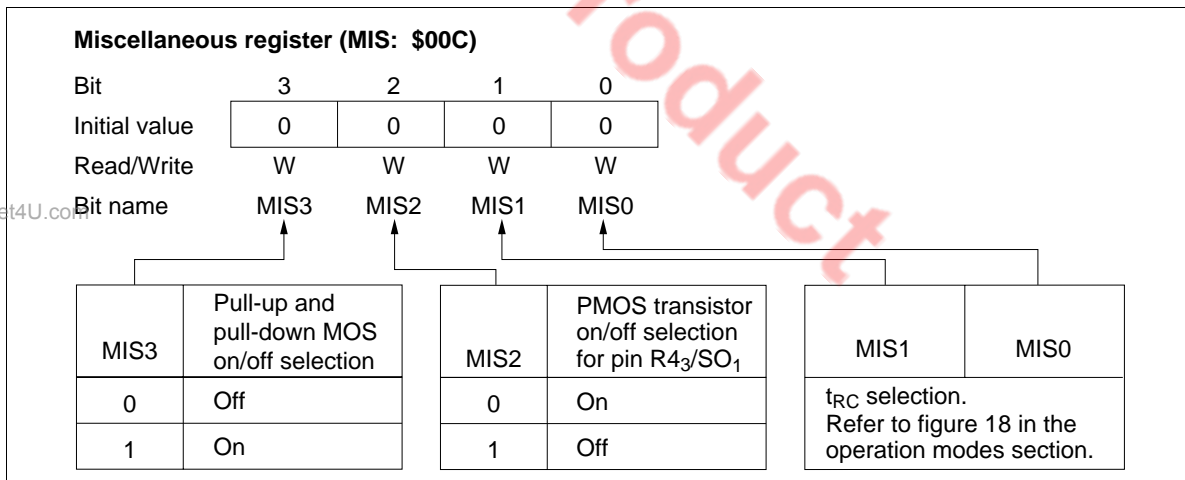 Miscellaneous register (MIS: $00C)
Bit 3 2 1 0
Initial value 0 0 0 0
Read/Write W W W W
Bit name MIS3 MIS2 MIS1 MIS0
et4U.com
roduct
MIS3
Pull-up and
pull-down MOS
on/off selection
0 Off
1 On
MIS2
PMOS transistor
on/off selection
for pin R4₃/SO₁
0 On
1 Off
MIS1 MIS0
tRC selection.
Refer to figure 18 in the
operation modes section.